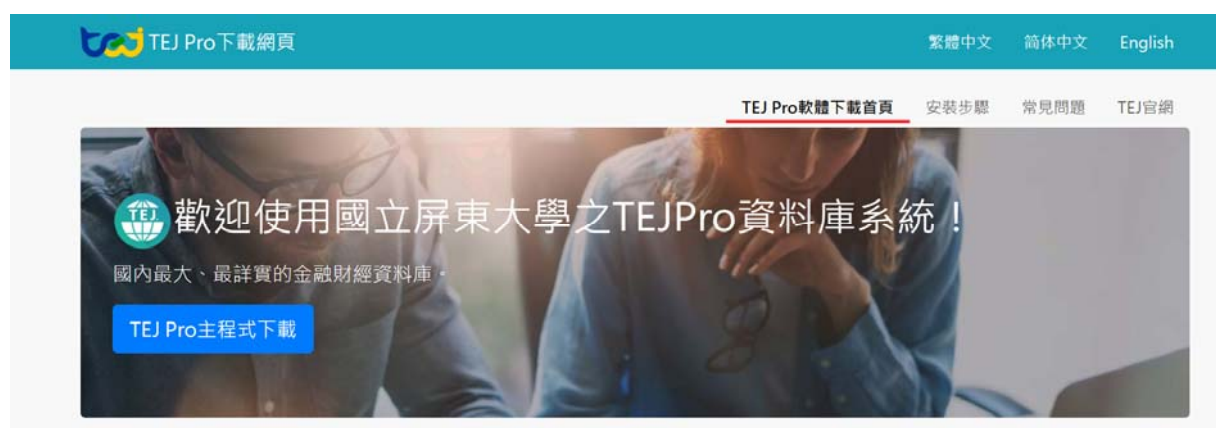 tej TEJ Pro下載網頁
繁體中文 简体中文 English
TEJ Pro軟體下載首頁 安裝步驟 常見問題 TEJ官網
TEJ 歡迎使用國立屏東大學之TEJPro資料庫系統！
國內最大、最詳實的金融財經資料庫。
TEJ Pro主程式下載